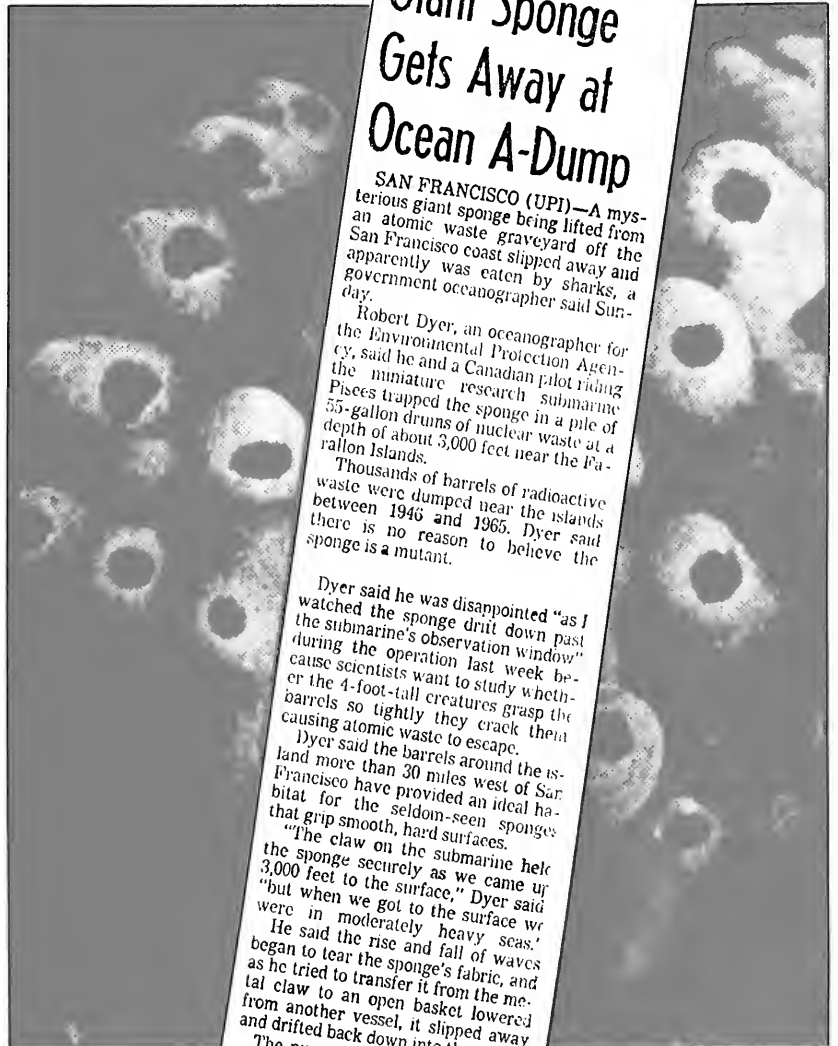 Giant Sponge
Gets Away at
Ocean A-Dump
SAN FRANCISCO (UPI)—A mys-
terious giant sponge being lifted from
an atomic waste graveyard off the
San Francisco coast slipped away and
apparently was eaten by sharks, a
government oceanographer said Sun-
day.
Robert Dyer, an oceanographer for
the Environmental Protection Agen-
cy, said he and a Canadian pilot riding
the miniature research submarine
Pisces trapped the sponge in a pile of
55-gallon drums of nuclear waste at a
depth of about 3,000 feet near the Fa-
rallon Islands.
Thousands of barrels of radioactive
waste were dumped near the islands
between 1946 and 1965. Dyer said
there is no reason to believe the
sponge is a mutant.
Dyer said he was disappointed "as I
watched the sponge drift down past
the submarine's observation window"
during the operation last week be-
cause scientists want to study wheth-
er the 4-foot-tall creatures grasp the
barrels so tightly they crack them
causing atomic waste to escape.
Dyer said the barrels around the is-
land more than 30 miles west of San
Francisco have provided an ideal ha-
bitat for the seldom-seen sponges
that grip smooth, hard surfaces.
"The claw on the submarine held
the sponge securely as we came up
3,000 feet to the surface," Dyer said
"but when we got to the surface we
were in moderately heavy seas.'
He said the rise and fall of waves
began to tear the sponge's fabric, and
as he tried to transfer it from the me-
tal claw to an open basket lowered
from another vessel, it slipped away
and drifted back down into
The